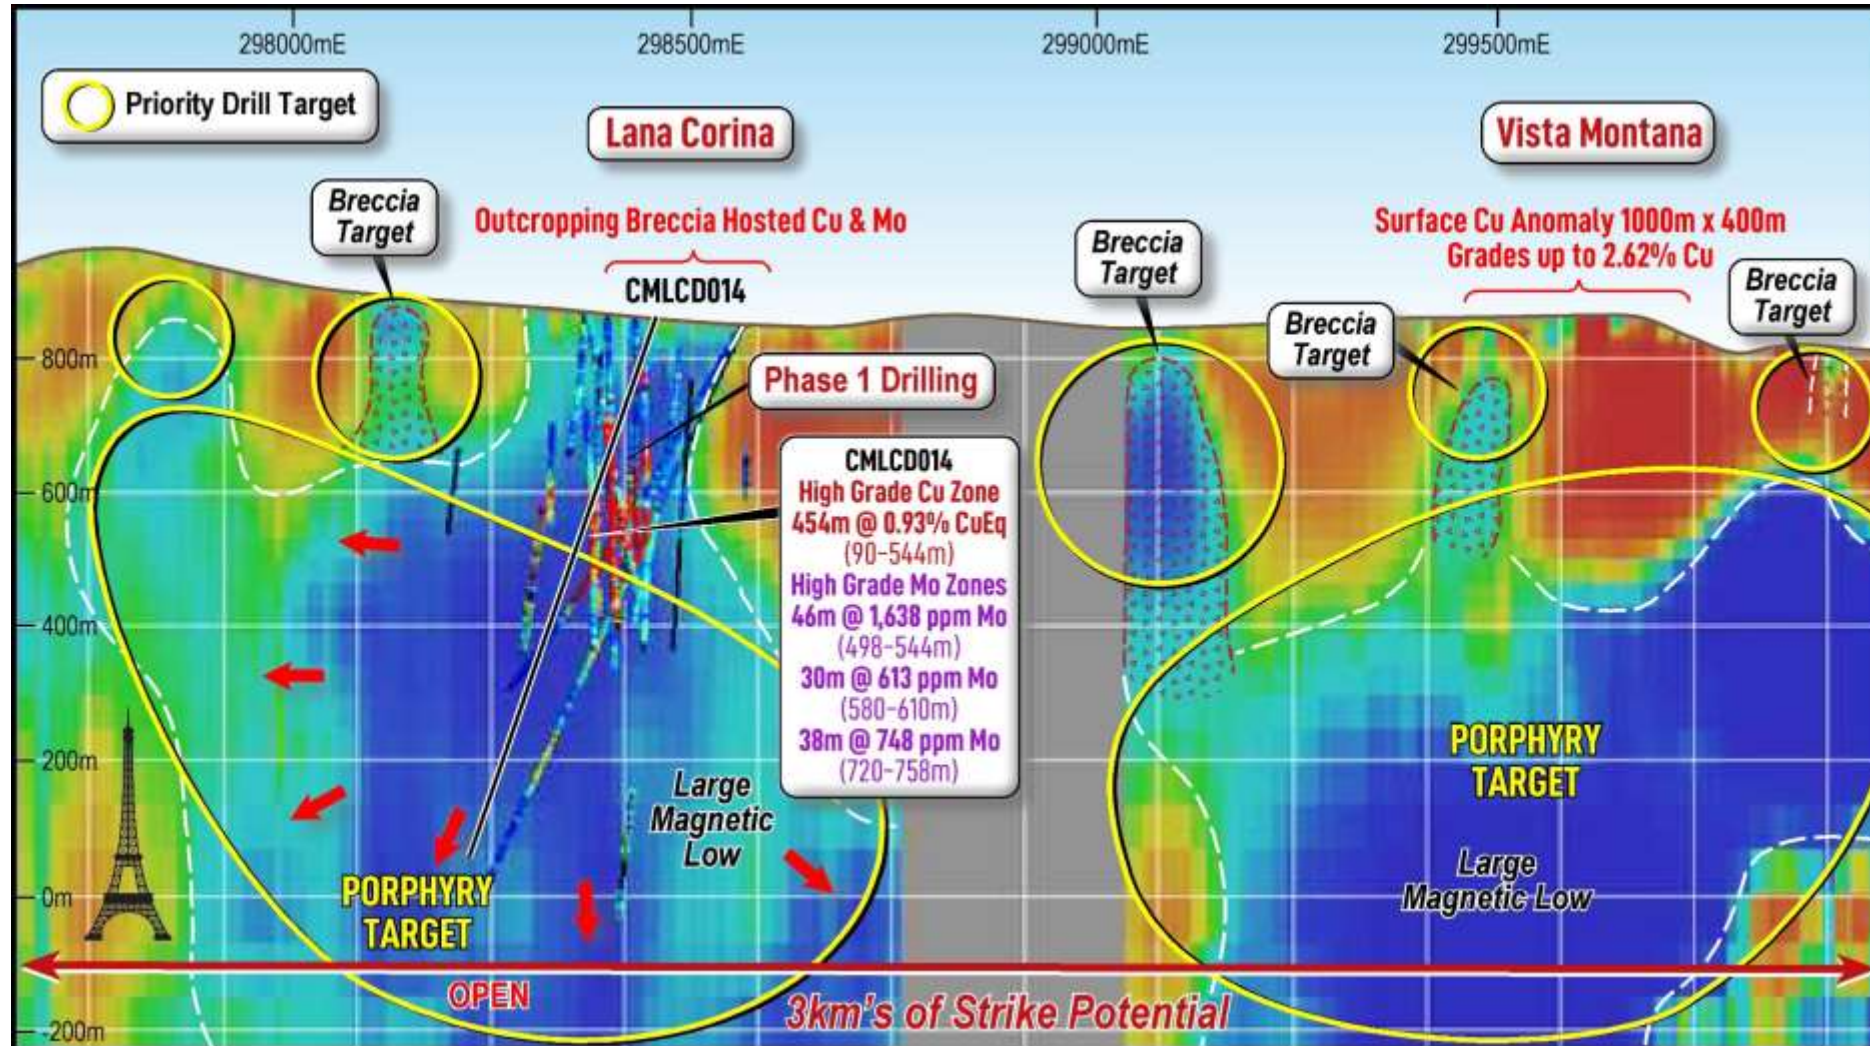 298000mE
298500mE
299000mE
299500mE
Priority Drill Target
Lana Corina
Vista Montana
Breccia
Target
Outcropping Breccia Hosted Cu & Mo
CMLCD014
Breccia
Target
Surface Cu Anomaly 1000m x 400m
Grades up to 2.62% Cu
Breccia
Target
Breccia
Target
800m
Phase 1 Drilling
CMLCD014
High Grade Cu Zone
454m @ 0.93% CuEq
(90-544m)
High Grade Mo Zones
46m @ 1,638 ppm Mo
(498-544m)
30m @ 613 ppm Mo
(580-610m)
38m @ 748 ppm Mo
(720-758m)
600m
400m
200m
Large
Magnetic
Low
PORPHYRY
TARGET
0m
PORPHYRY
TARGET
Large
Magnetic Low
OPEN
3km's of Strike Potential
-200m